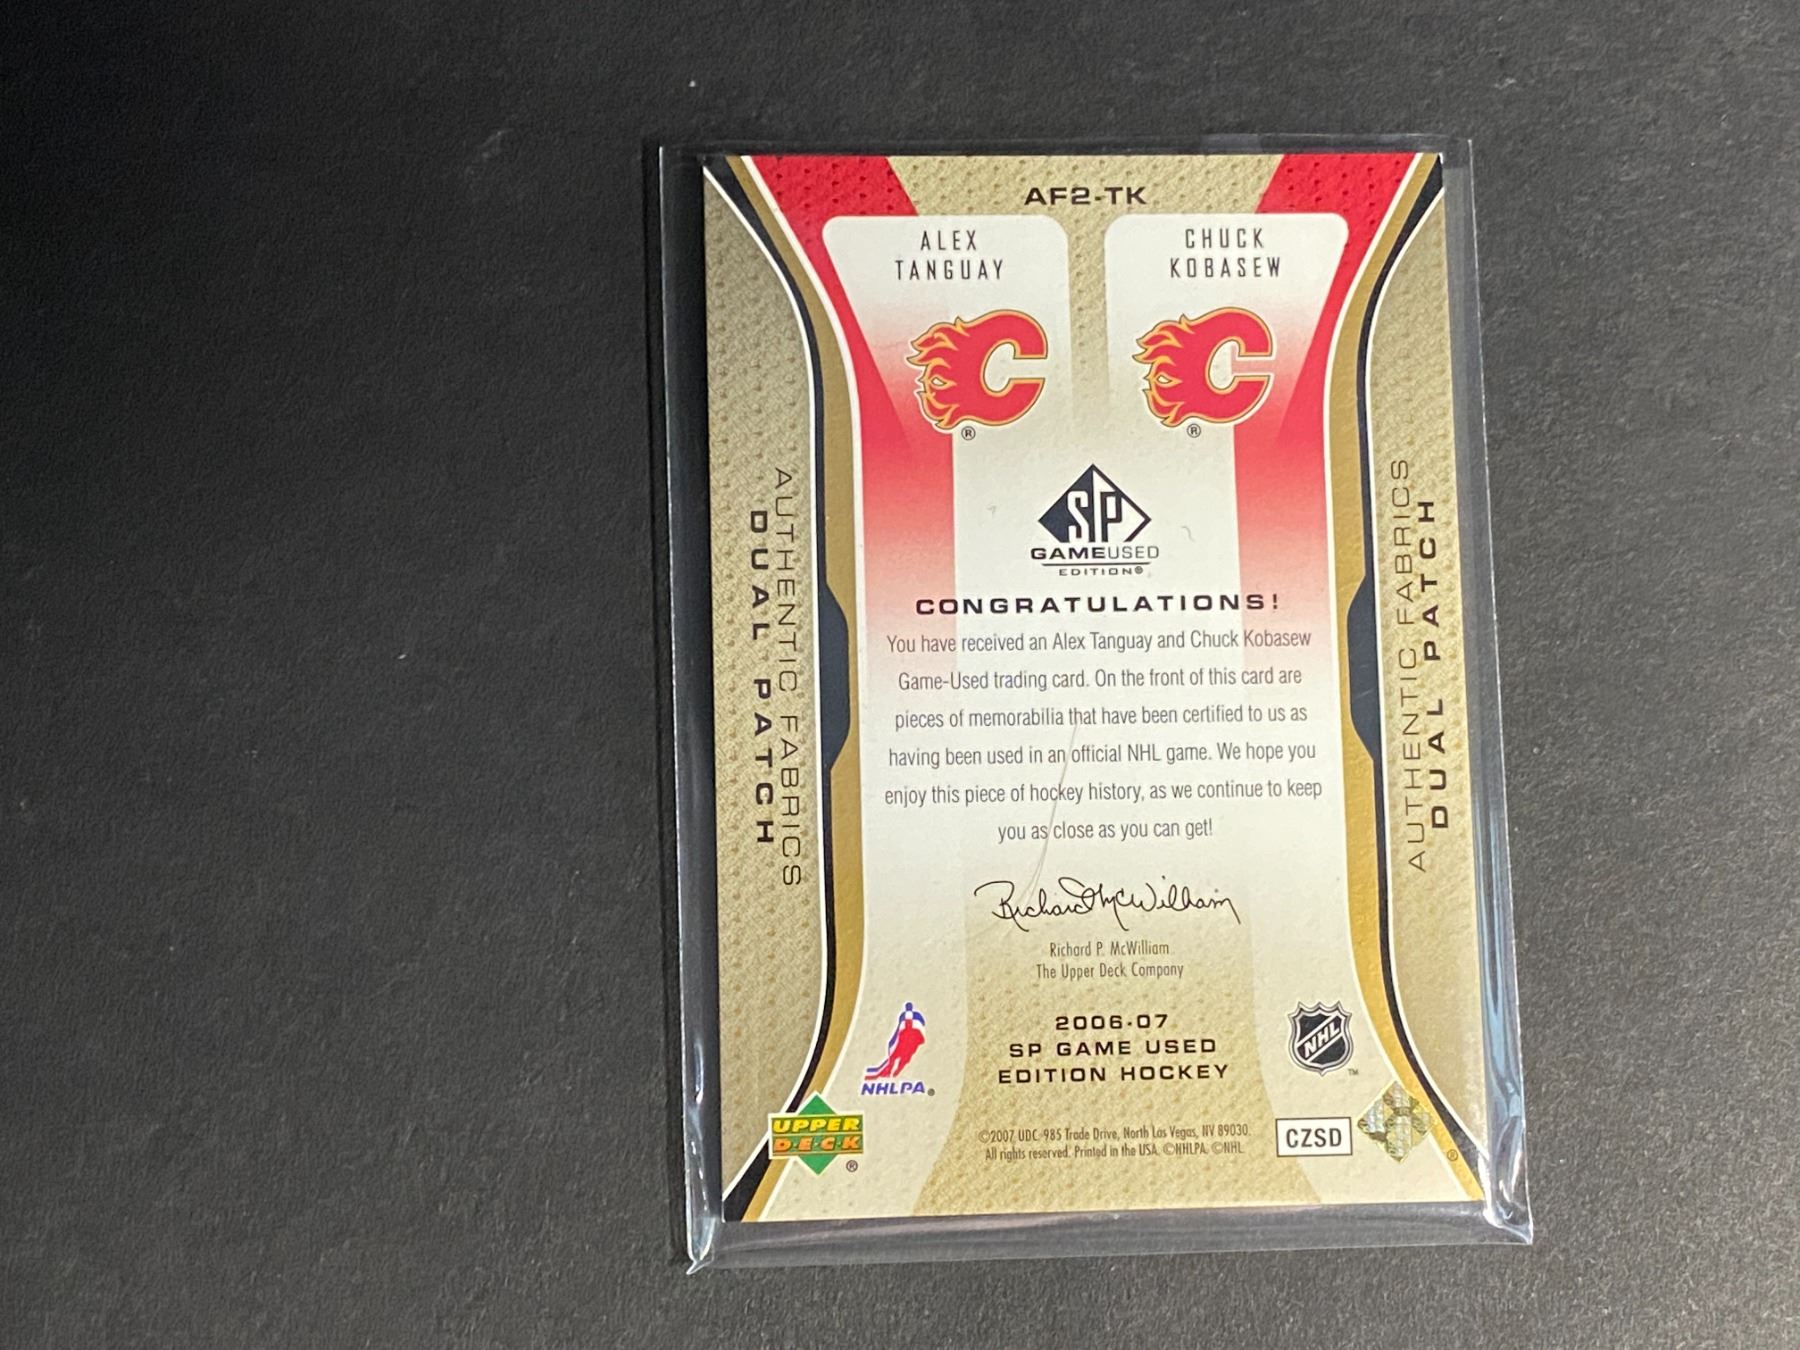 AF2-TK
ALEX
TANGUAY
CHUCK
KOBASEW
®
®
SP
GAMEUSED
EDITION®
AUTHENTIC FABRICS
DUAL PATCH
AUTHENTIC FABRICS
DUAL PATCH
CONGRATULATIONS!
You have received an Alex Tanguay and Chuck Kobasew
Game-Used trading card. On the front of this card are
pieces of memorabilia that have been certified to us as
having been used in an official NHL game. We hope you
enjoy this piece of hockey history, as we continue to keep
you as close as you can get!
Richard McWilliam
Richard P. McWilliam
The Upper Deck Company
2006-07
SP GAME USED
EDITION HOCKEY
NHLPA®
NHL
™
UPPER
DECK
®
©2007 UDC. 985 Trade Drive, North Las Vegas, NV 89030.
All rights reserved. Printed in the USA. ©NHLPA. ©NHL
CZSD
®